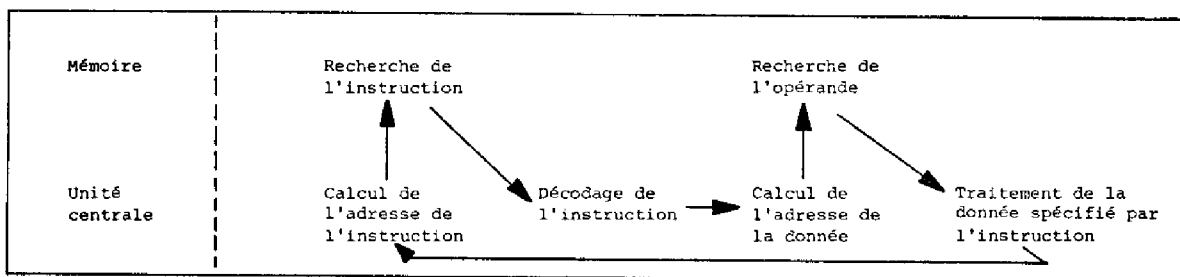 Mémoire
Recherche de
l'instruction
Recherche de
l'opérande
Unité
centrale
Calcul de
l'adresse de
l'instruction
Décodage de
l'instruction
Calcul de
l'adresse de
la donnée
Traitement de la
donnée spécifié par
l'instruction